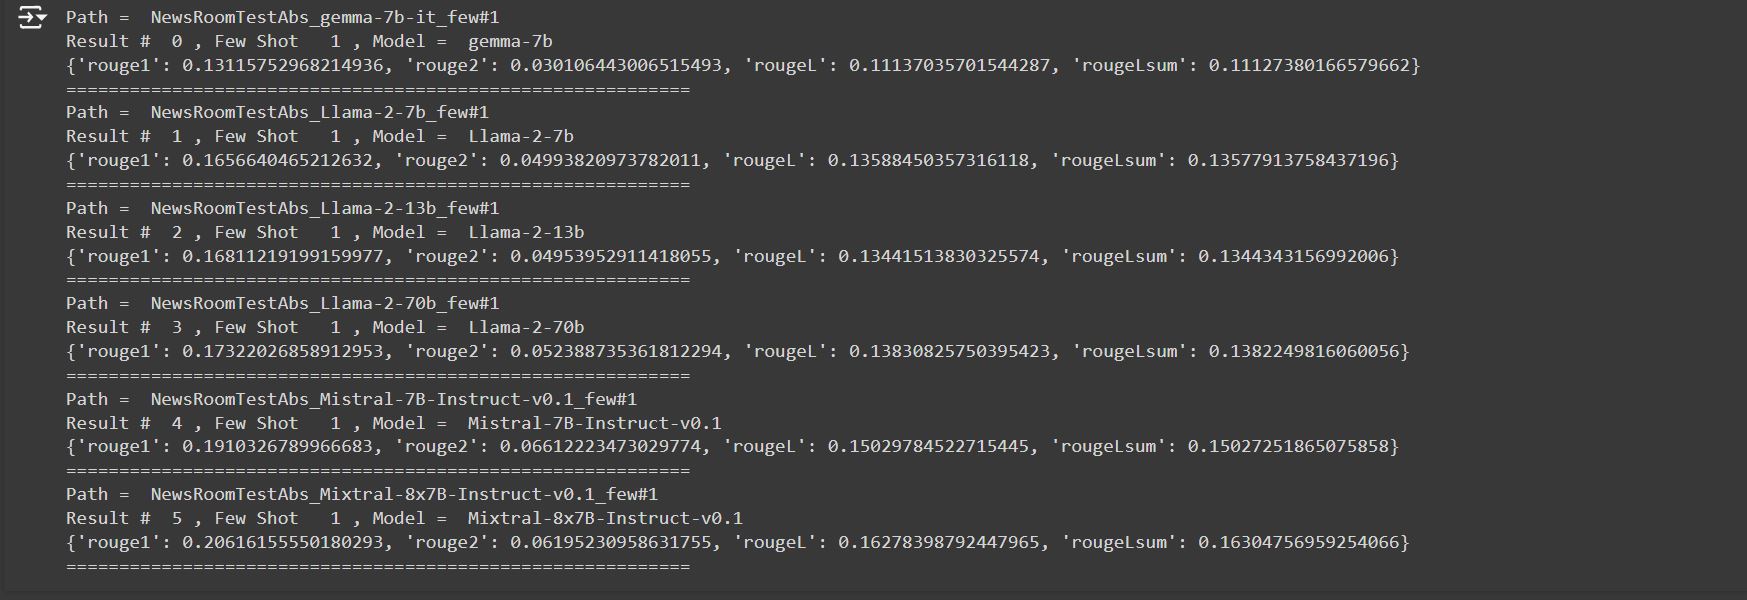 Path =  NewsRoomTestAbs_gemma-7b-it_few#1
Result #  0 , Few Shot   1 , Model =  gemma-7b
{'rouge1': 0.13115752968214936, 'rouge2': 0.030106443006515493, 'rougeL': 0.11137035701544287, 'rougeLsum': 0.11127380166579662}
===========================================================
Path =  NewsRoomTestAbs_Llama-2-7b_few#1
Result #  1 , Few Shot   1 , Model =  Llama-2-7b
{'rouge1': 0.1656640465212632, 'rouge2': 0.04993820973782011, 'rougeL': 0.13588450357316118, 'rougeLsum': 0.13577913758437196}
===========================================================
Path =  NewsRoomTestAbs_Llama-2-13b_few#1
Result #  2 , Few Shot   1 , Model =  Llama-2-13b
{'rouge1': 0.16811219199159977, 'rouge2': 0.04953952911418055, 'rougeL': 0.13441513830325574, 'rougeLsum': 0.1344343156992006}
===========================================================
Path =  NewsRoomTestAbs_Llama-2-70b_few#1
Result #  3 , Few Shot   1 , Model =  Llama-2-70b
{'rouge1': 0.17322026858912953, 'rouge2': 0.052388735361812294, 'rougeL': 0.13830825750395423, 'rougeLsum': 0.1382249816060056}
===========================================================
Path =  NewsRoomTestAbs_Mistral-7B-Instruct-v0.1_few#1
Result #  4 , Few Shot   1 , Model =  Mistral-7B-Instruct-v0.1
{'rouge1': 0.1910326789966683, 'rouge2': 0.06612223473029774, 'rougeL': 0.15029784522715445, 'rougeLsum': 0.15027251865075858}
===========================================================
Path =  NewsRoomTestAbs_Mixtral-8x7B-Instruct-v0.1_few#1
Result #  5 , Few Shot   1 , Model =  Mixtral-8x7B-Instruct-v0.1
{'rouge1': 0.20616155550180293, 'rouge2': 0.06195230958631755, 'rougeL': 0.16278398792447965, 'rougeLsum': 0.16304756959254066}
===========================================================